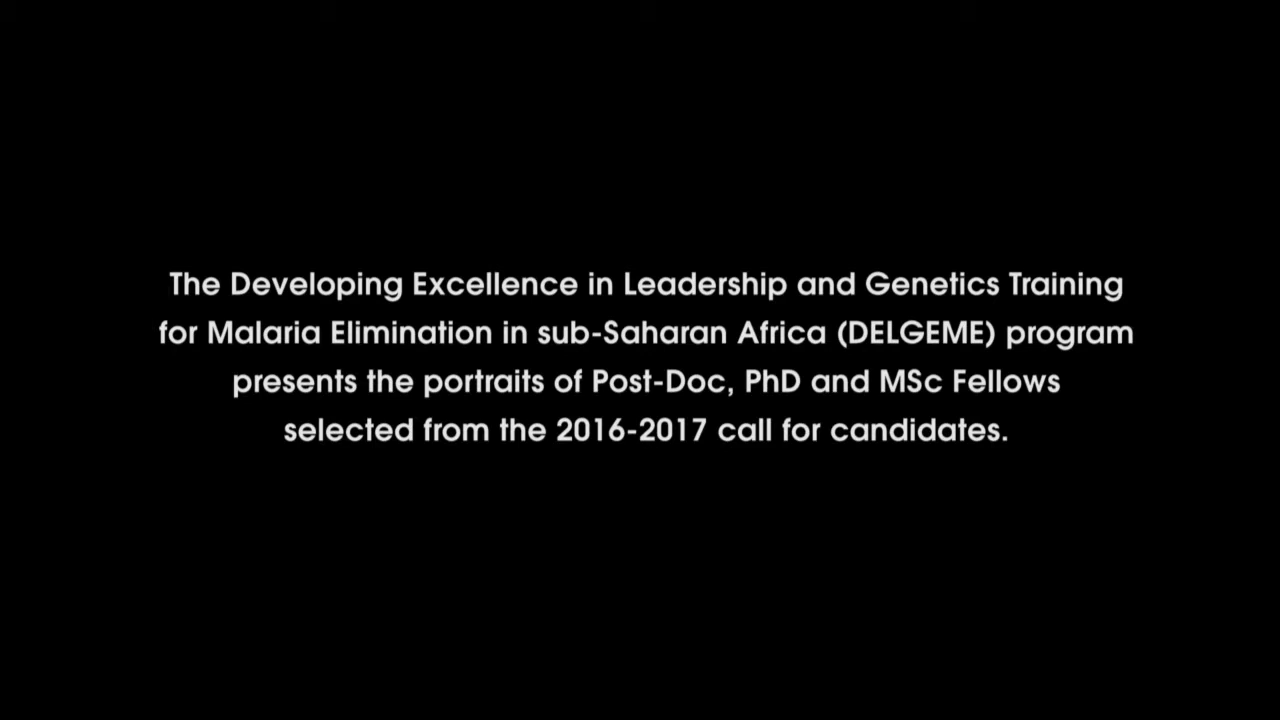 The Developing Excellence in Leadership and Genetics Training
for Malaria Elimination in sub-Saharan Africa (DELGEME) program
presents the portraits of Post-Doc, PhD and MSc Fellows
selected from the 2016-2017 call for candidates.